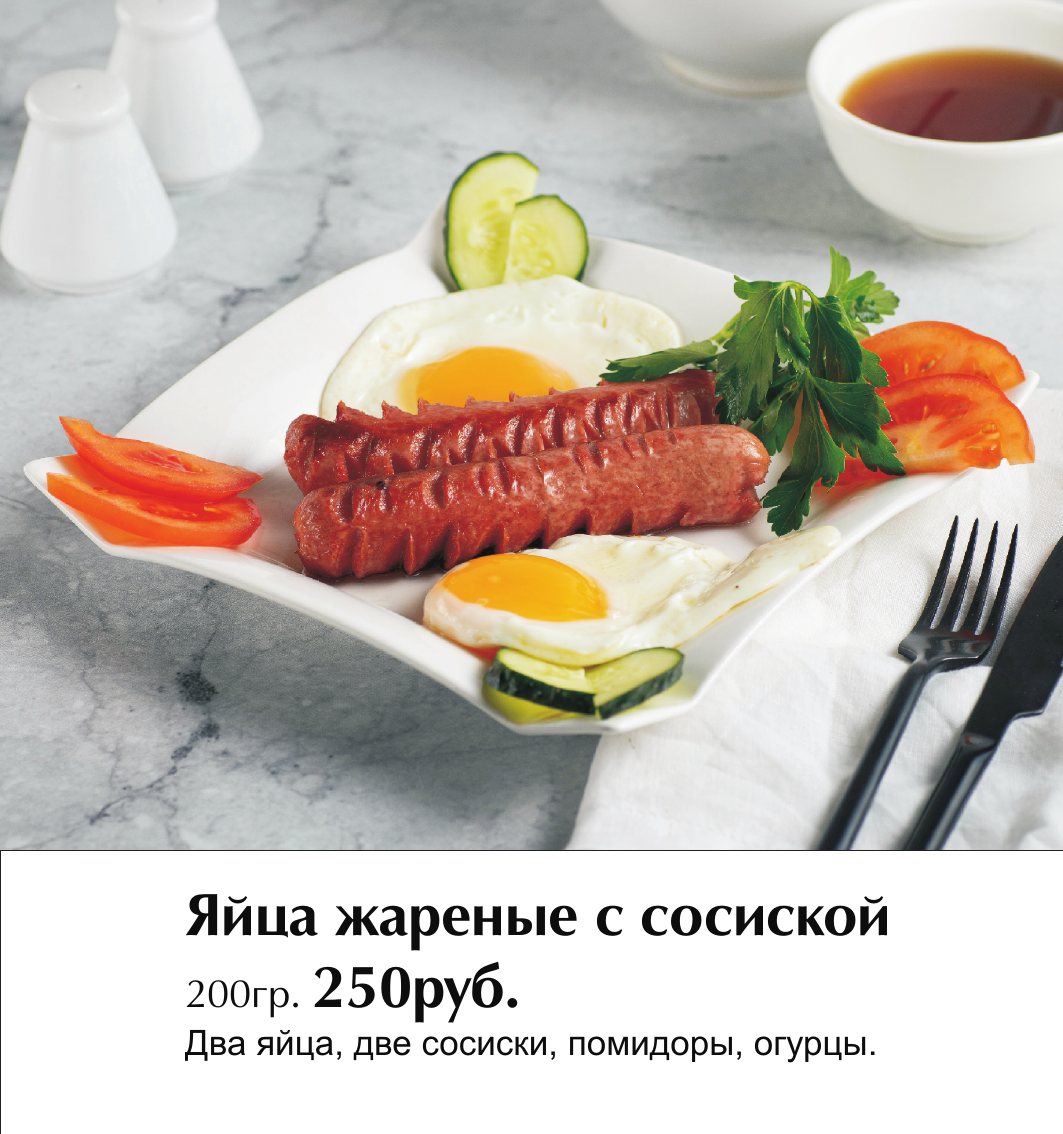 Яйца жареные с сосиской
200гр. 250руб.
Два яйца, две сосиски, помидоры, огурцы.